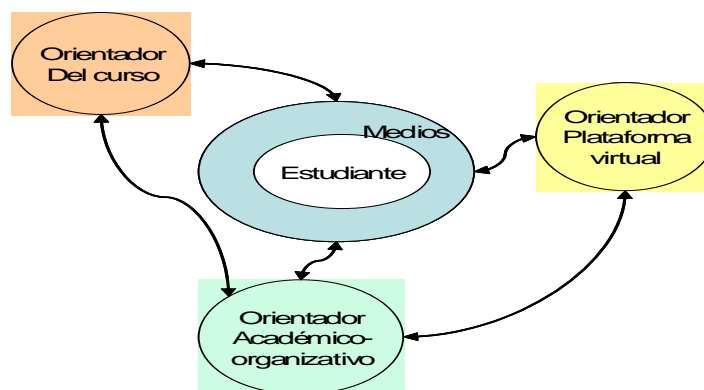 Orientador
Del curso
Medios
Estudiante
Orientador
Plataforma
virtual
Orientador
Académico-
organizativo